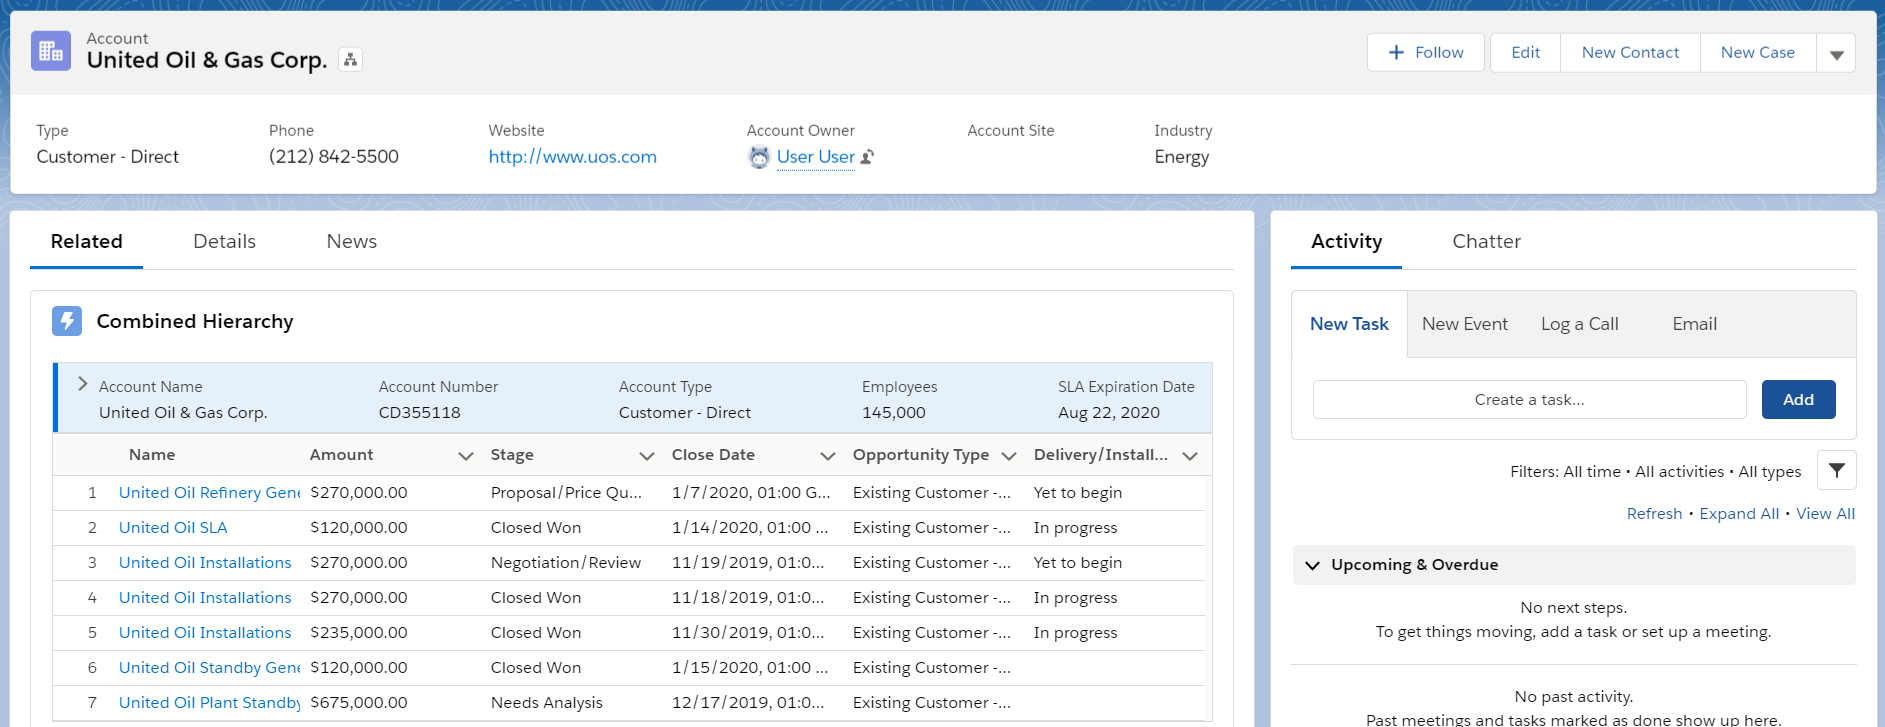 Account
United Oil & Gas Corp.
+ Follow
Edit
New Contact
New Case
Type
Customer - Direct
Phone
(212) 842-5500
Website
http://www.uos.com
Account Owner
User User
Account Site
Industry
Energy
Related Details News
Combined Hierarchy
Account Name Account Number Account Type Employees SLA Expiration Date
United Oil & Gas Corp. CD355118 Customer - Direct 145,000 Aug 22, 2020
Name Amount Stage Close Date Opportunity Type Delivery/Install...
1 United Oil Refinery Gene $270,000.00 Proposal/Price Qu... 1/7/2020, 01:00 G... Existing Customer -... Yet to begin
2 United Oil SLA $120,000.00 Closed Won 1/14/2020, 01:00 ... Existing Customer -... In progress
3 United Oil Installations $270,000.00 Negotiation/Review 11/19/2019, 01:0... Existing Customer -... Yet to begin
4 United Oil Installations $270,000.00 Closed Won 11/18/2019, 01:0... Existing Customer -... In progress
5 United Oil Installations $235,000.00 Closed Won 11/30/2019, 01:0... Existing Customer -... In progress
6 United Oil Standby Gene $120,000.00 Closed Won 1/15/2020, 01:00 ... Existing Customer -...
7 United Oil Plant Standby $675,000.00 Needs Analysis 12/17/2019, 01:0... Existing Customer -...
Activity Chatter
New Task New Event Log a Call Email
Create a task... Add
Filters: All time • All activities • All types
Refresh • Expand All • View All
Upcoming & Overdue
No next steps.
To get things moving, add a task or set up a meeting.
No past activity.
Past meetings and tasks marked as done show up here.